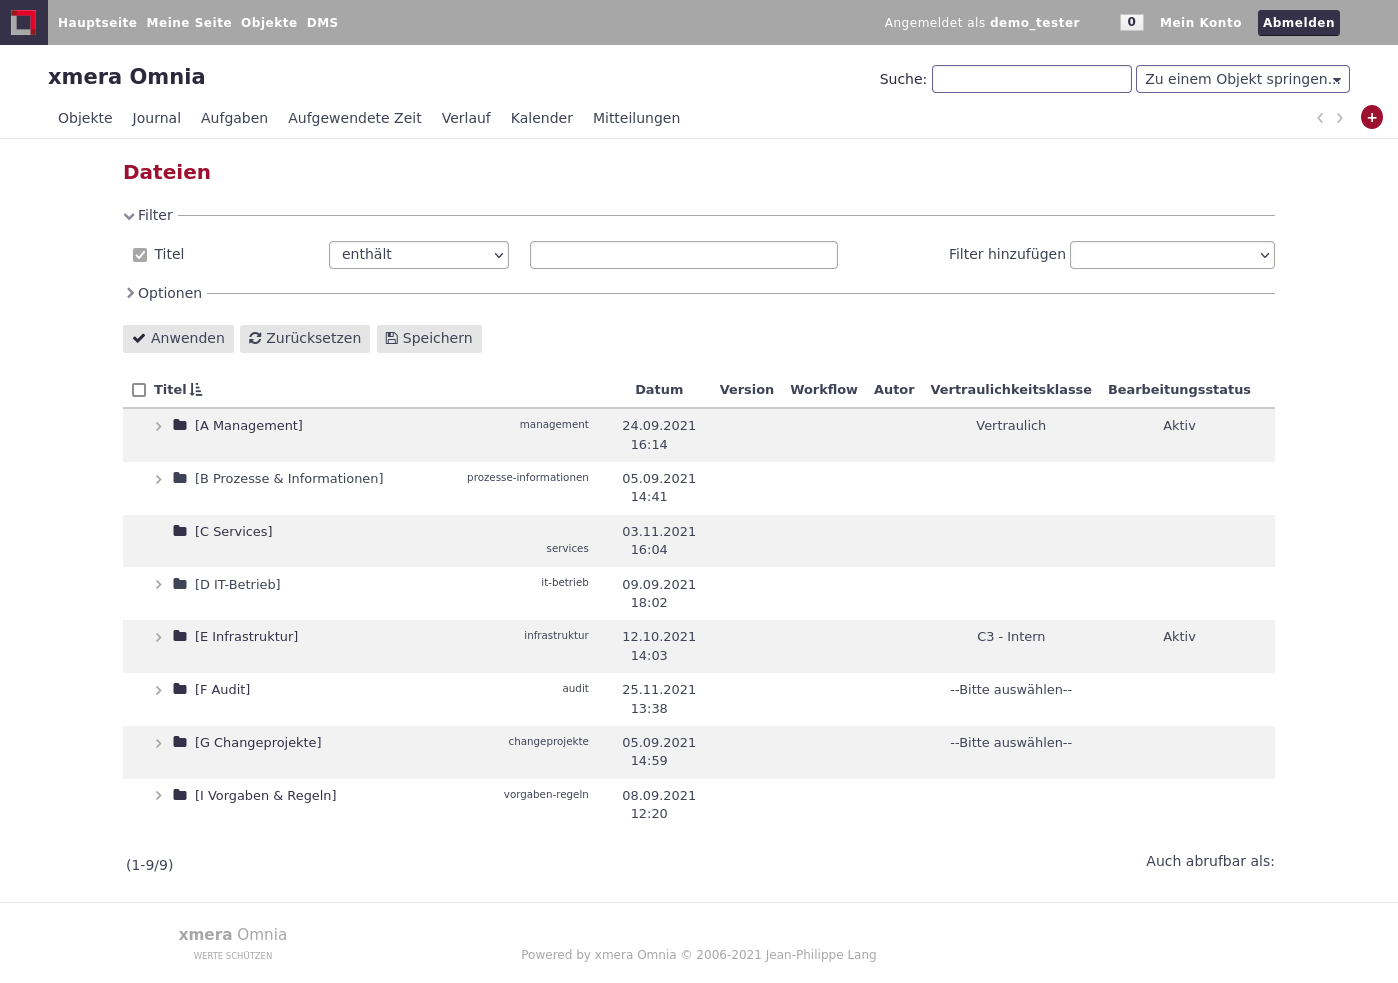 Hauptseite Meine Seite Objekte DMS Angemeldet als demo_tester 0 Mein Konto Abmelden
xmera Omnia Suche: Zu einem Objekt springen...
Objekte Journal Aufgaben Aufgewendete Zeit Verlauf Kalender Mitteilungen +
Dateien
Filter
Titel enthält Filter hinzufügen
Optionen
Anwenden Zurücksetzen Speichern
Titel Datum Version Workflow Autor Vertraulichkeitsklasse Bearbeitungsstatus
[A Management] management 24.09.2021 Vertraulich Aktiv
16:14
[B Prozesse & Informationen] prozesse-informationen 05.09.2021
14:41
[C Services] 03.11.2021
services 16:04
[D IT-Betrieb] it-betrieb 09.09.2021
18:02
[E Infrastruktur] infrastruktur 12.10.2021 C3 - Intern Aktiv
14:03
[F Audit] audit 25.11.2021 --Bitte auswählen--
13:38
[G Changeprojekte] changeprojekte 05.09.2021 --Bitte auswählen--
14:59
[I Vorgaben & Regeln] vorgaben-regeln 08.09.2021
12:20
(1-9/9) Auch abrufbar als:
xmera Omnia
WERTE SCHÜTZEN
Powered by xmera Omnia © 2006-2021 Jean-Philippe Lang